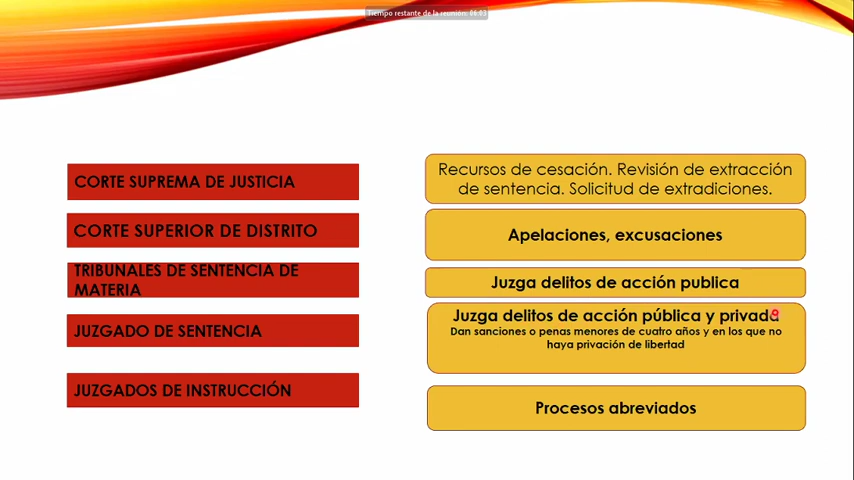 Tiempo restante de la reunión: 06:03
CORTE SUPREMA DE JUSTICIA
Recursos de cesación. Revisión de extracción
de sentencia. Solicitud de extradiciones.
CORTE SUPERIOR DE DISTRITO
Apelaciones, excusaciones
TRIBUNALES DE SENTENCIA DE
MATERIA
Juzga delitos de acción publica
JUZGADO DE SENTENCIA
Juzga delitos de acción pública y privada
Dan sanciones o penas menores de cuatro años y en los que no
haya privación de libertad
JUZGADOS DE INSTRUCCIÓN
Procesos abreviados